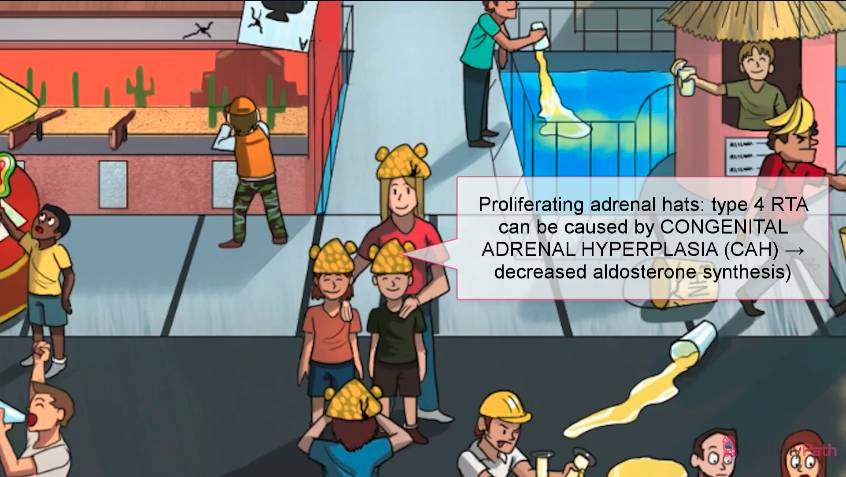 Proliferating adrenal hats: type 4 RTA
can be caused by CONGENITAL
ADRENAL HYPERPLASIA (CAH) →
decreased aldosterone synthesis)